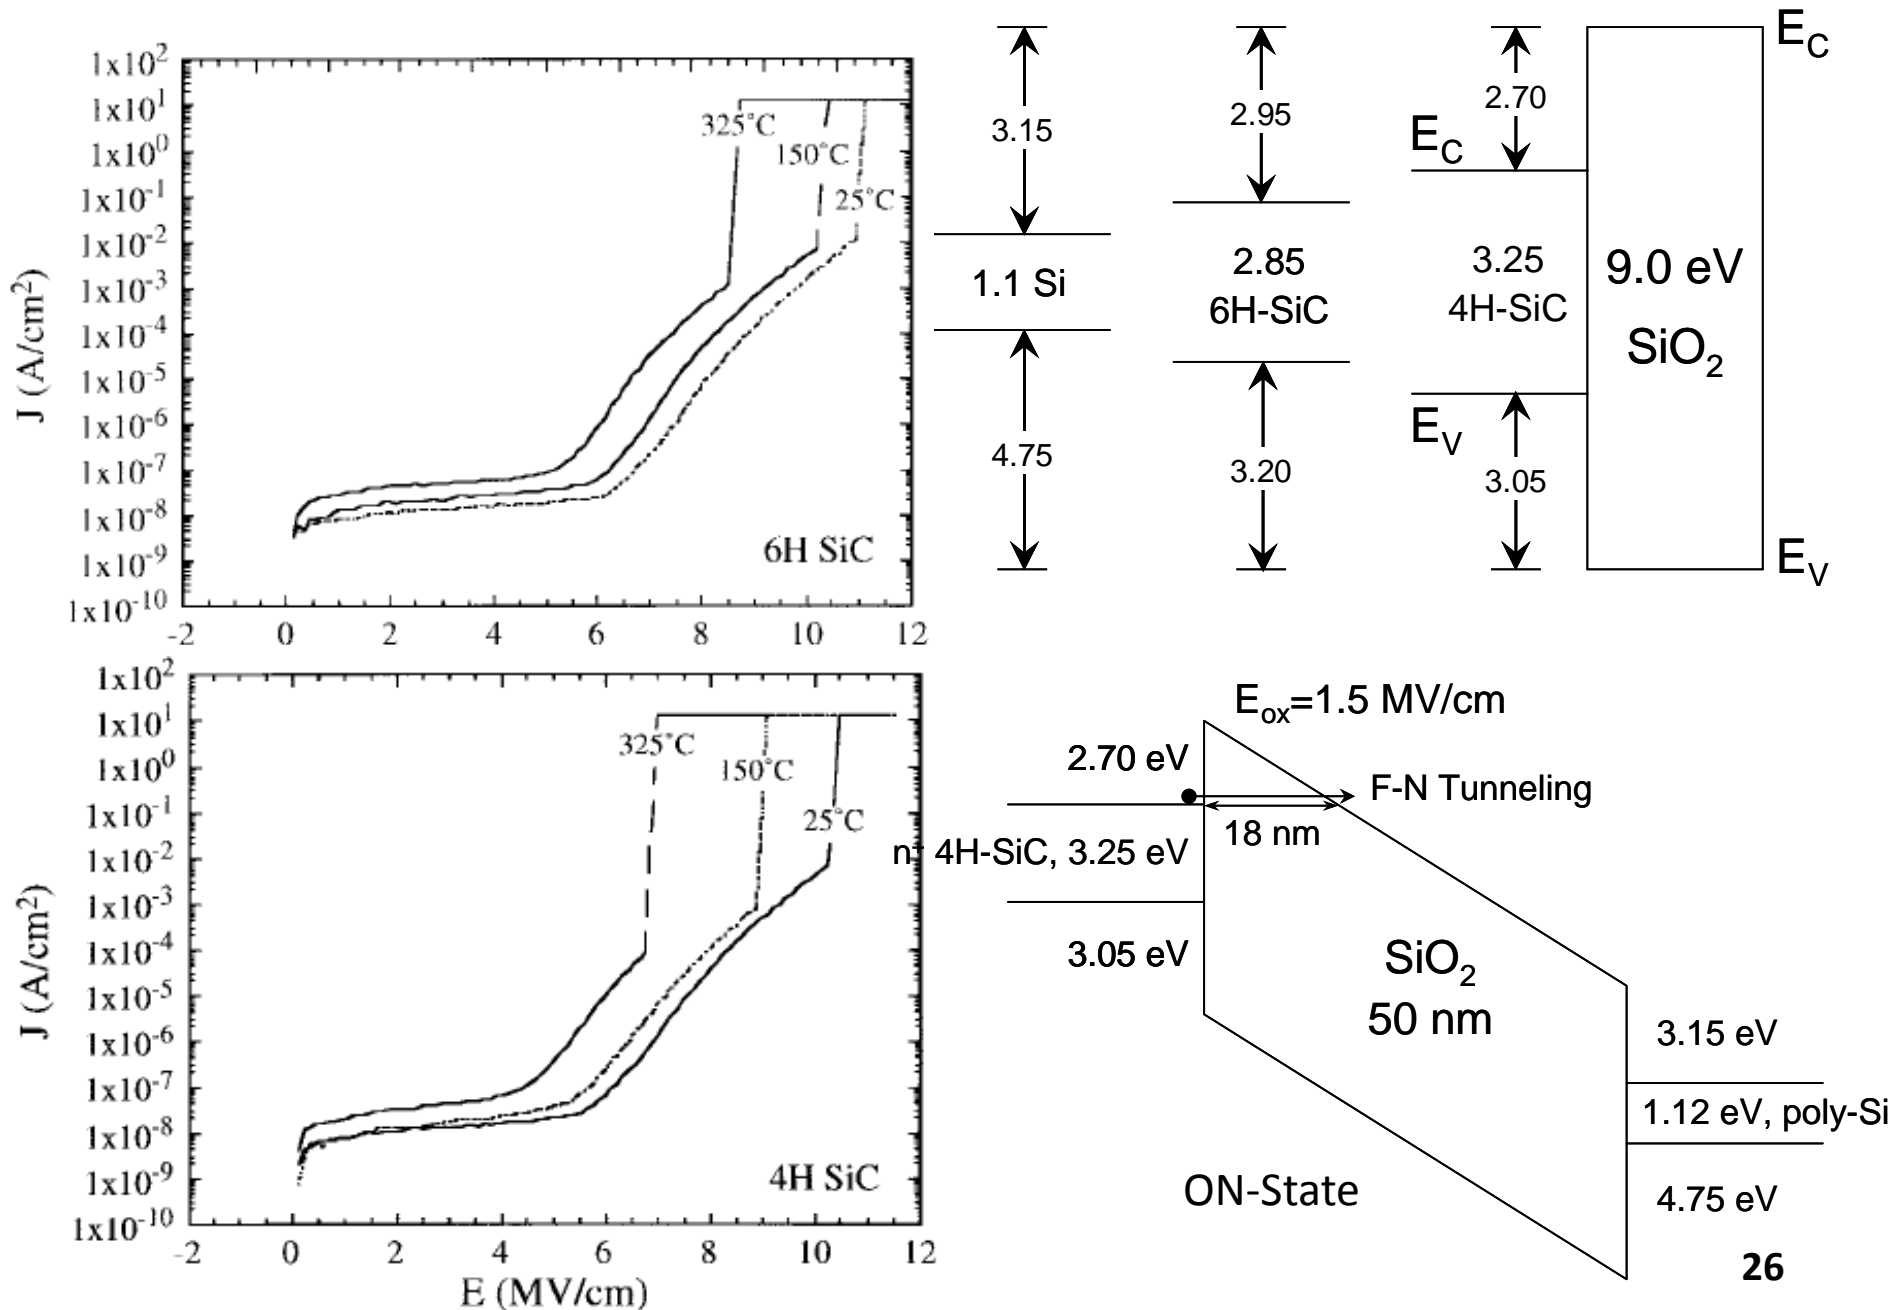 1x10²
1x10¹
1x10⁰
1x10⁻¹
1x10⁻²
1x10⁻³
1x10⁻⁴
1x10⁻⁵
1x10⁻⁶
1x10⁻⁷
1x10⁻⁸
1x10⁻⁹
1x10⁻¹⁰
J (A/cm²)
325°C
150°C
25°C
6H SiC
-2 0 2 4 6 8 10 12
3.15
1.1 Si
4.75
2.95
2.85
6H-SiC
3.20
2.70
E_C
3.25
4H-SiC
E_V
3.05
E_C
9.0 eV
SiO₂
E_V
1x10²
1x10¹
1x10⁰
1x10⁻¹
1x10⁻²
1x10⁻³
1x10⁻⁴
1x10⁻⁵
1x10⁻⁶
1x10⁻⁷
1x10⁻⁸
1x10⁻⁹
1x10⁻¹⁰
J (A/cm²)
325°C
150°C
25°C
4H SiC
-2 0 2 4 6 8 10 12
E (MV/cm)
E_ox=1.5 MV/cm
2.70 eV
F-N Tunneling
18 nm
n⁺ 4H-SiC, 3.25 eV
3.05 eV
SiO₂
50 nm
3.15 eV
1.12 eV, poly-Si
4.75 eV
ON-State
26